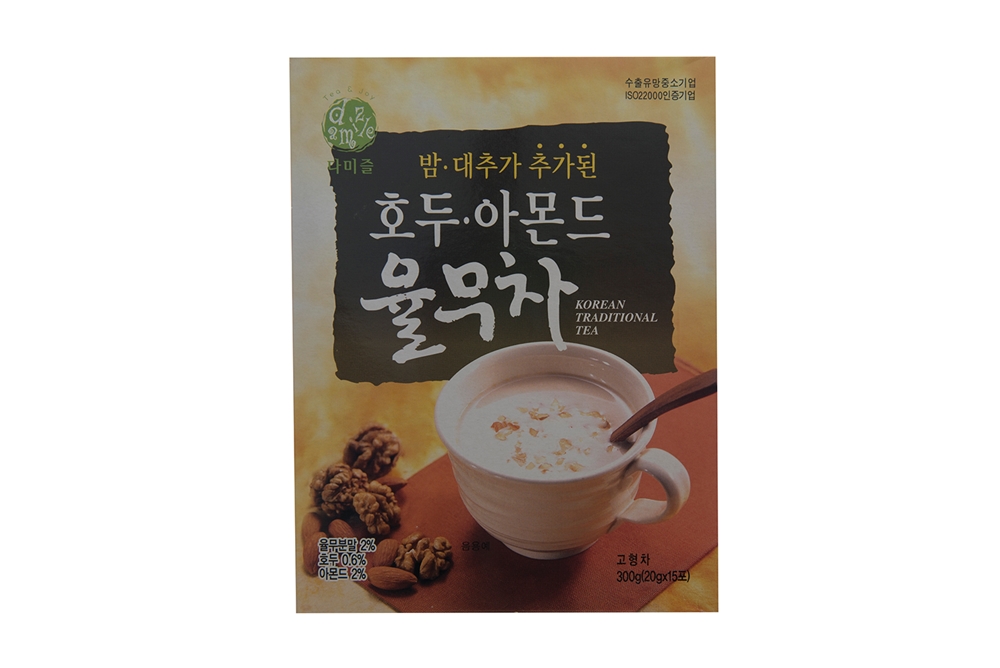 수출유망중소기업
ISO22000인증기업
Tea & Joy
damizle
다미즐
밤·대추가 추가된
호두·아몬드
율무차
KOREAN
TRADITIONAL
TEA
율무분말 2%
호두 0.6%
아몬드 2%
고형차
300g(20gx15포)